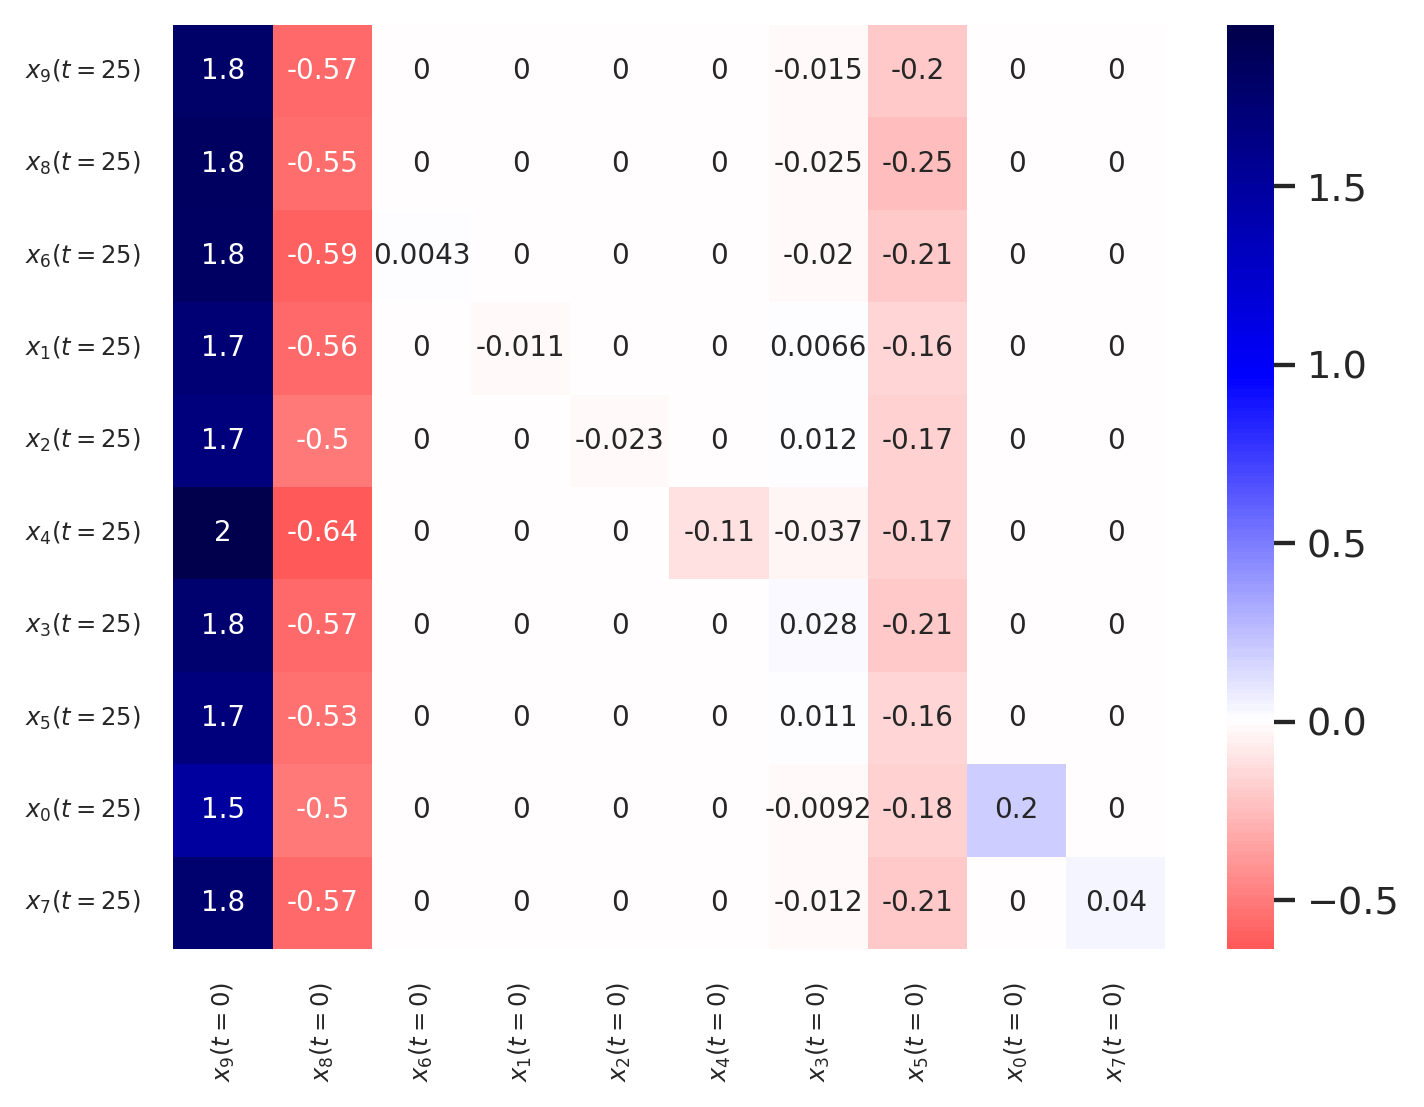 x₉(t = 25) 1.8 -0.57 0 0 0 0 -0.015 -0.2 0 0
x₈(t = 25) 1.8 -0.55 0 0 0 0 -0.025 -0.25 0 0
x₆(t = 25) 1.8 -0.59 0.0043 0 0 0 -0.02 -0.21 0 0
x₁(t = 25) 1.7 -0.56 0 -0.011 0 0 0.0066 -0.16 0 0
x₂(t = 25) 1.7 -0.5 0 0 -0.023 0 0.012 -0.17 0 0
x₄(t = 25) 2 -0.64 0 0 0 -0.11 -0.037 -0.17 0 0
x₃(t = 25) 1.8 -0.57 0 0 0 0 0.028 -0.21 0 0
x₅(t = 25) 1.7 -0.53 0 0 0 0 0.011 -0.16 0 0
x₀(t = 25) 1.5 -0.5 0 0 0 0 -0.0092 -0.18 0.2 0
x₇(t = 25) 1.8 -0.57 0 0 0 0 -0.012 -0.21 0 0.04
x₉(t = 0) x₈(t = 0) x₆(t = 0) x₁(t = 0) x₂(t = 0) x₄(t = 0) x₃(t = 0) x₅(t = 0) x₀(t = 0) x₇(t = 0)
1.5
1.0
0.5
0.0
−0.5